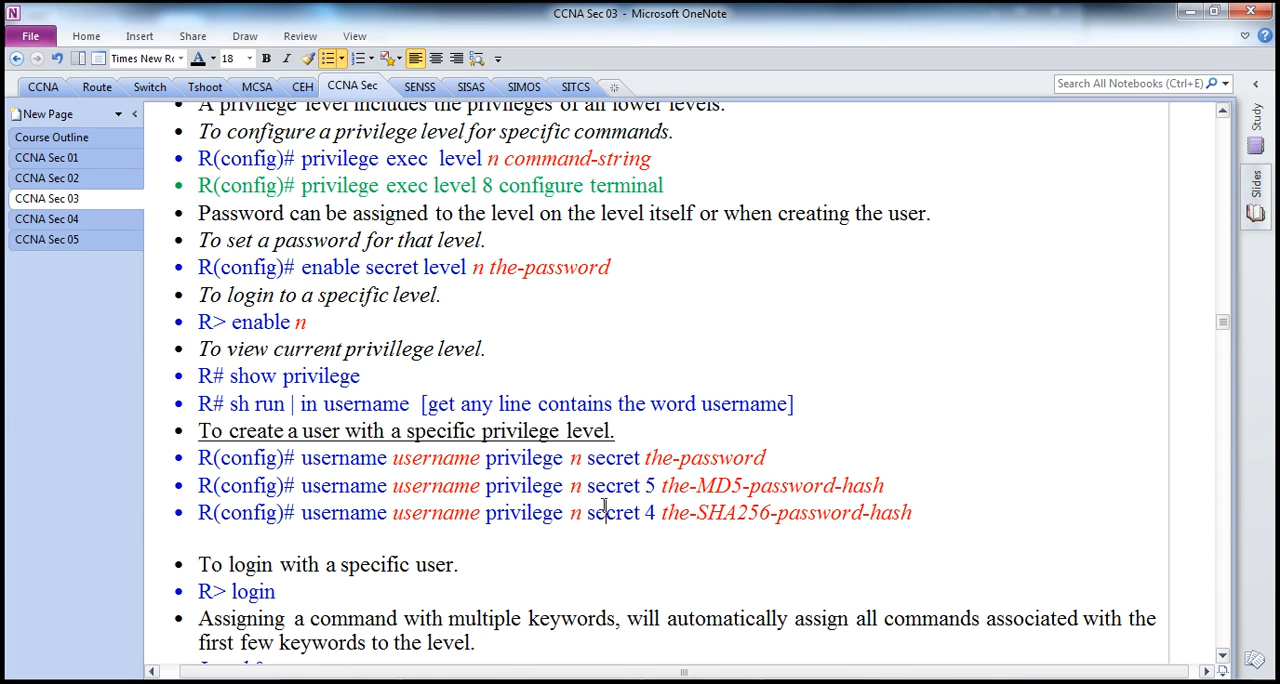 CCNA Sec 03 - Microsoft OneNote
File Home Insert Share Draw Review View
Times New Rc 18 B I
CCNA Route Switch Tshoot MCSA CEH CCNA Sec SENSS SISAS SIMOS SITCS Search All Notebooks (Ctrl+E)
New Page
Course Outline
CCNA Sec 01
CCNA Sec 02
CCNA Sec 03
CCNA Sec 04
CCNA Sec 05
A privilege level includes the privileges of all lower levels.
To configure a privilege level for specific commands.
R(config)# privilege exec level n command-string
R(config)# privilege exec level 8 configure terminal
Password can be assigned to the level on the level itself or when creating the user.
To set a password for that level.
R(config)# enable secret level n the-password
To login to a specific level.
R> enable n
To view current privillege level.
R# show privilege
R# sh run | in username [get any line contains the word username]
To create a user with a specific privilege level.
R(config)# username username privilege n secret the-password
R(config)# username username privilege n secret 5 the-MD5-password-hash
R(config)# username username privilege n secret 4 the-SHA256-password-hash
To login with a specific user.
R> login
Assigning a command with multiple keywords, will automatically assign all commands associated with the
first few keywords to the level.
Study
Slides